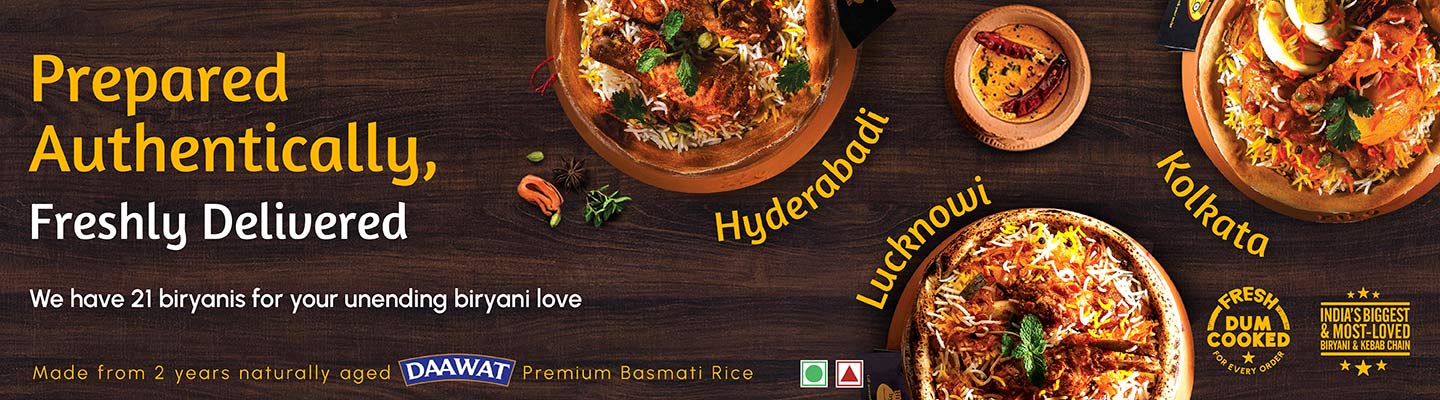 Prepared
Authentically,
Freshly Delivered
We have 21 biryanis for your unending biryani love
Made from 2 years naturally aged DAAWAT Premium Basmati Rice
Hyderabadi
Lucknowi
Kolkata
FRESH
DUM
COOKED
FOR EVERY ORDER
INDIA'S BIGGEST
& MOST-LOVED
BIRYANI & KEBAB CHAIN